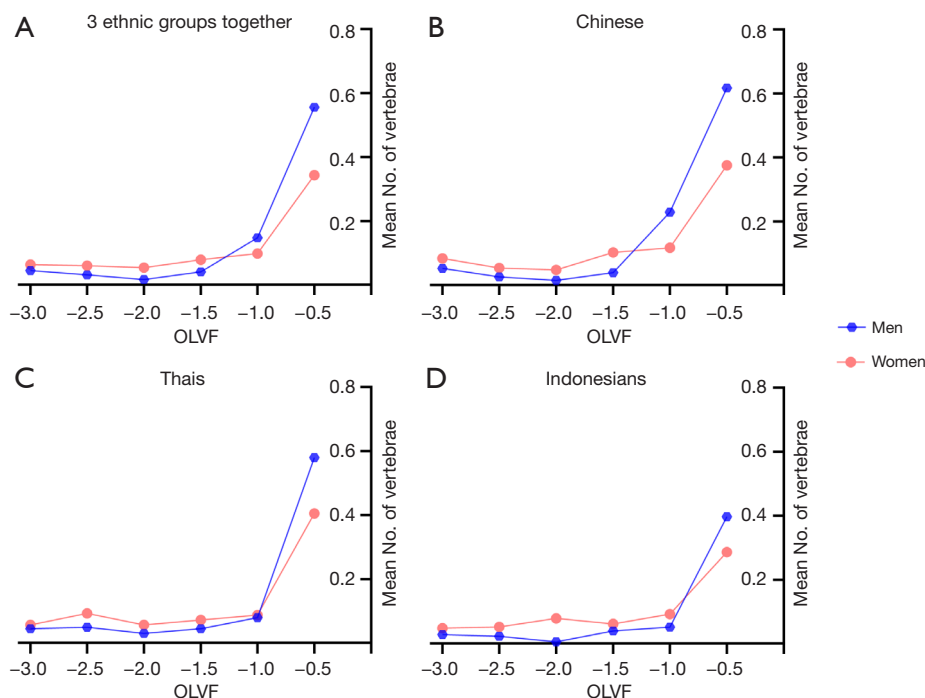 A
3 ethnic groups together
0.8
0.6
0.4
0.2
Mean No. of vertebrae
−3.0 −2.5 −2.0 −1.5 −1.0 −0.5
OLVF
B
Chinese
0.8
0.6
0.4
0.2
Mean No. of vertebrae
−3.0 −2.5 −2.0 −1.5 −1.0 −0.5
OLVF
Men
Women
C
Thais
0.8
0.6
0.4
0.2
Mean No. of vertebrae
−3.0 −2.5 −2.0 −1.5 −1.0 −0.5
OLVF
D
Indonesians
0.8
0.6
0.4
0.2
Mean No. of vertebrae
−3.0 −2.5 −2.0 −1.5 −1.0 −0.5
OLVF